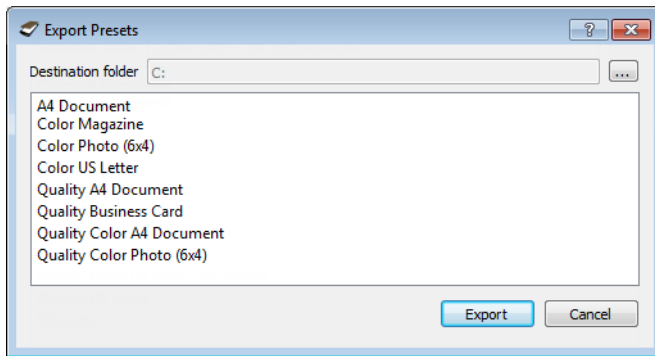 Export Presets
?
Destination folder C:
...
A4 Document
Color Magazine
Color Photo (6x4)
Color US Letter
Quality A4 Document
Quality Business Card
Quality Color A4 Document
Quality Color Photo (6x4)
Export Cancel